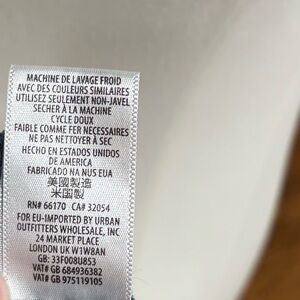 MACHINE DE LAVAGE FROID
AVEC DES COULEURS SIMILAIRES
UTILISEZ SEULEMENT NON-JAVEL
SECHER À LA MACHINE
CYCLE DOUX
FAIBLE COMME FER NECESSAIRES
NE PAS NETTOYER A SEC
HECHO EN ESTADOS UNIDOS
DE AMERICA
FABRICADO NA NUS EUA
美國製造
米国製
RN# 66170 CA# 32054
FOR EU-IMPORTED BY URBAN
OUTFITTERS WHOLESALE, INC
24 MARKET PLACE
LONDON UK W1W8AN
GB: 33F008U853
VAT# GB 684936382
VAT# GB 975119105